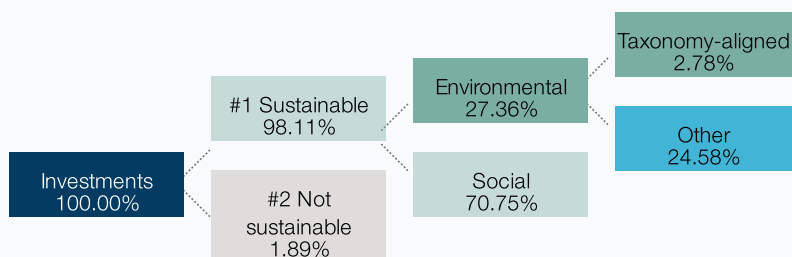 Investments
100.00%
#1 Sustainable
98.11%
#2 Not
sustainable
1.89%
Environmental
27.36%
Social
70.75%
Taxonomy-aligned
2.78%
Other
24.58%